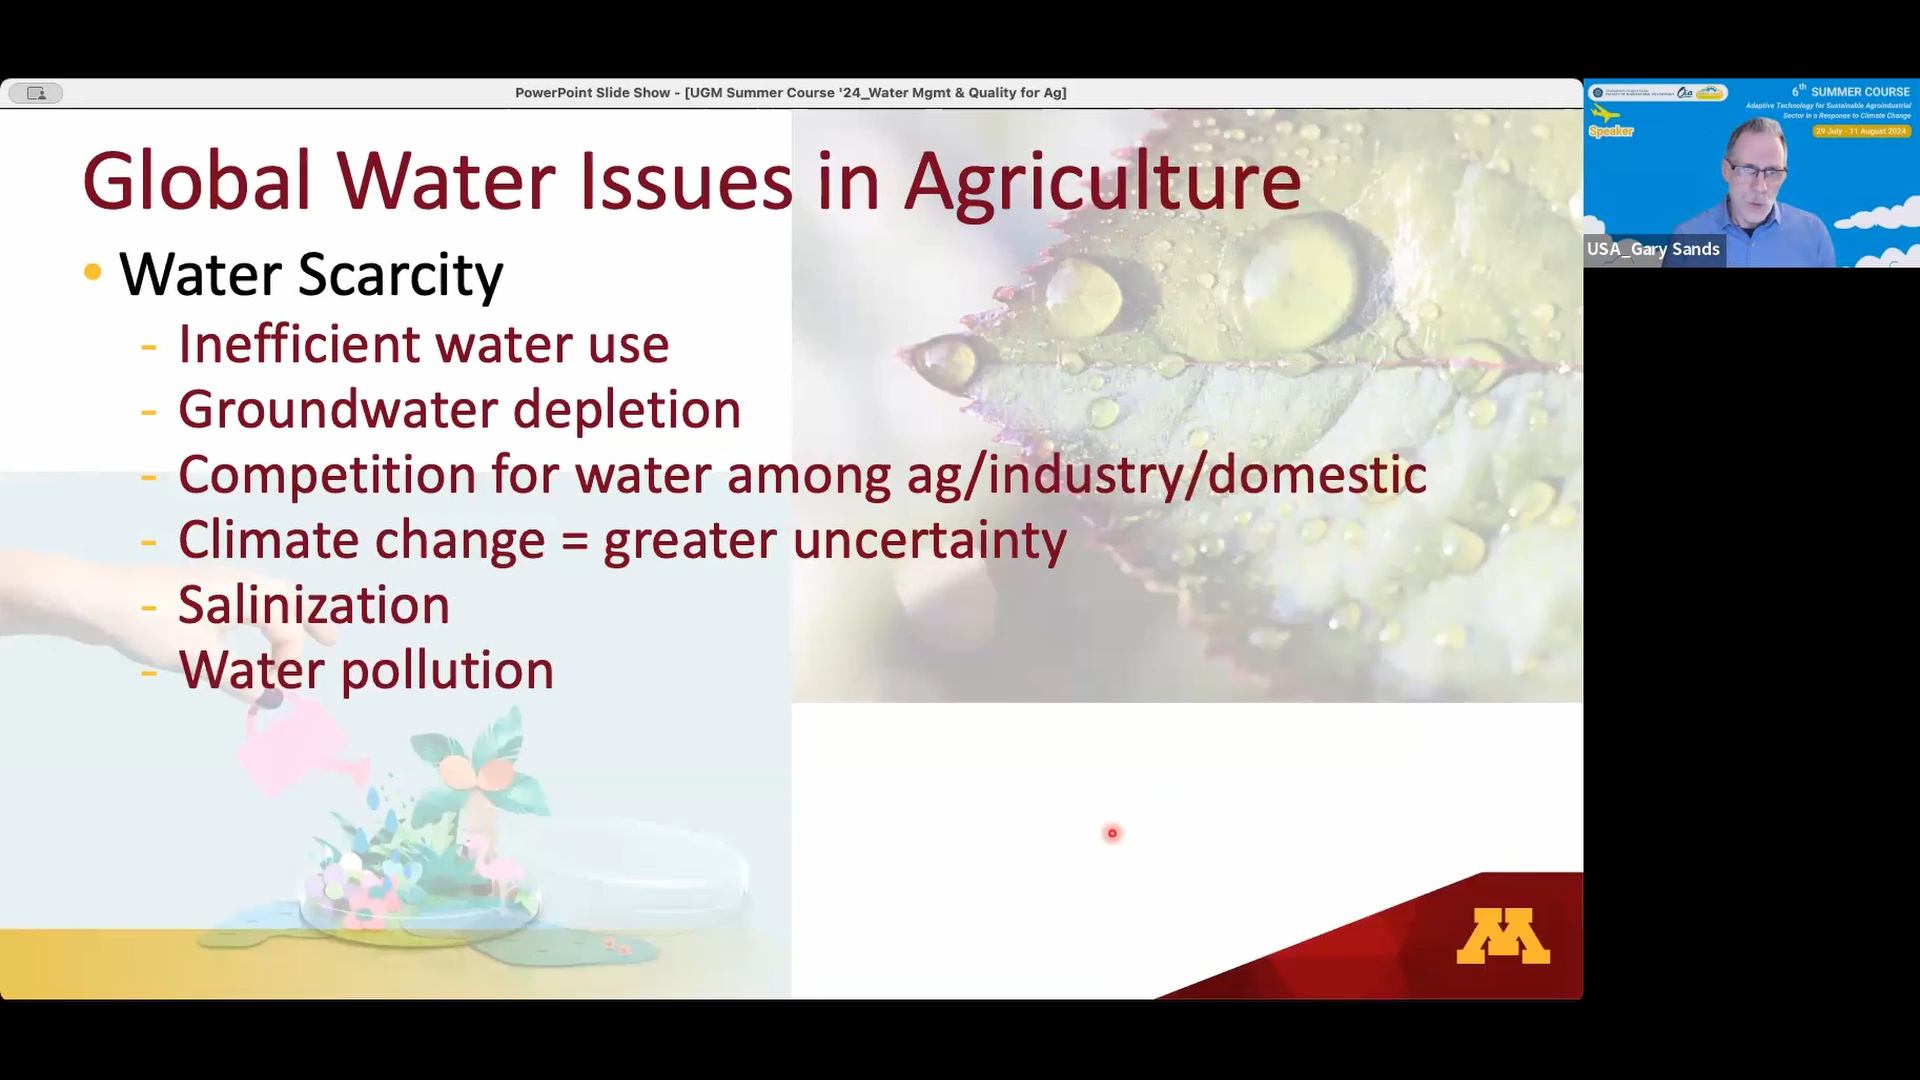 PowerPoint Slide Show - [UGM Summer Course '24_Water Mgmt & Quality for Ag]
Global Water Issues in Agriculture
• Water Scarcity
- Inefficient water use
- Groundwater depletion
- Competition for water among ag/industry/domestic
- Climate change = greater uncertainty
- Salinization
- Water pollution
M
Oia
6th SUMMER COURSE
Adaptive Technology for Sustainable Agroindustrial
Sector in a Response to Climate Change
29 July - 11 August 2024
Speaker
USA_Gary Sands